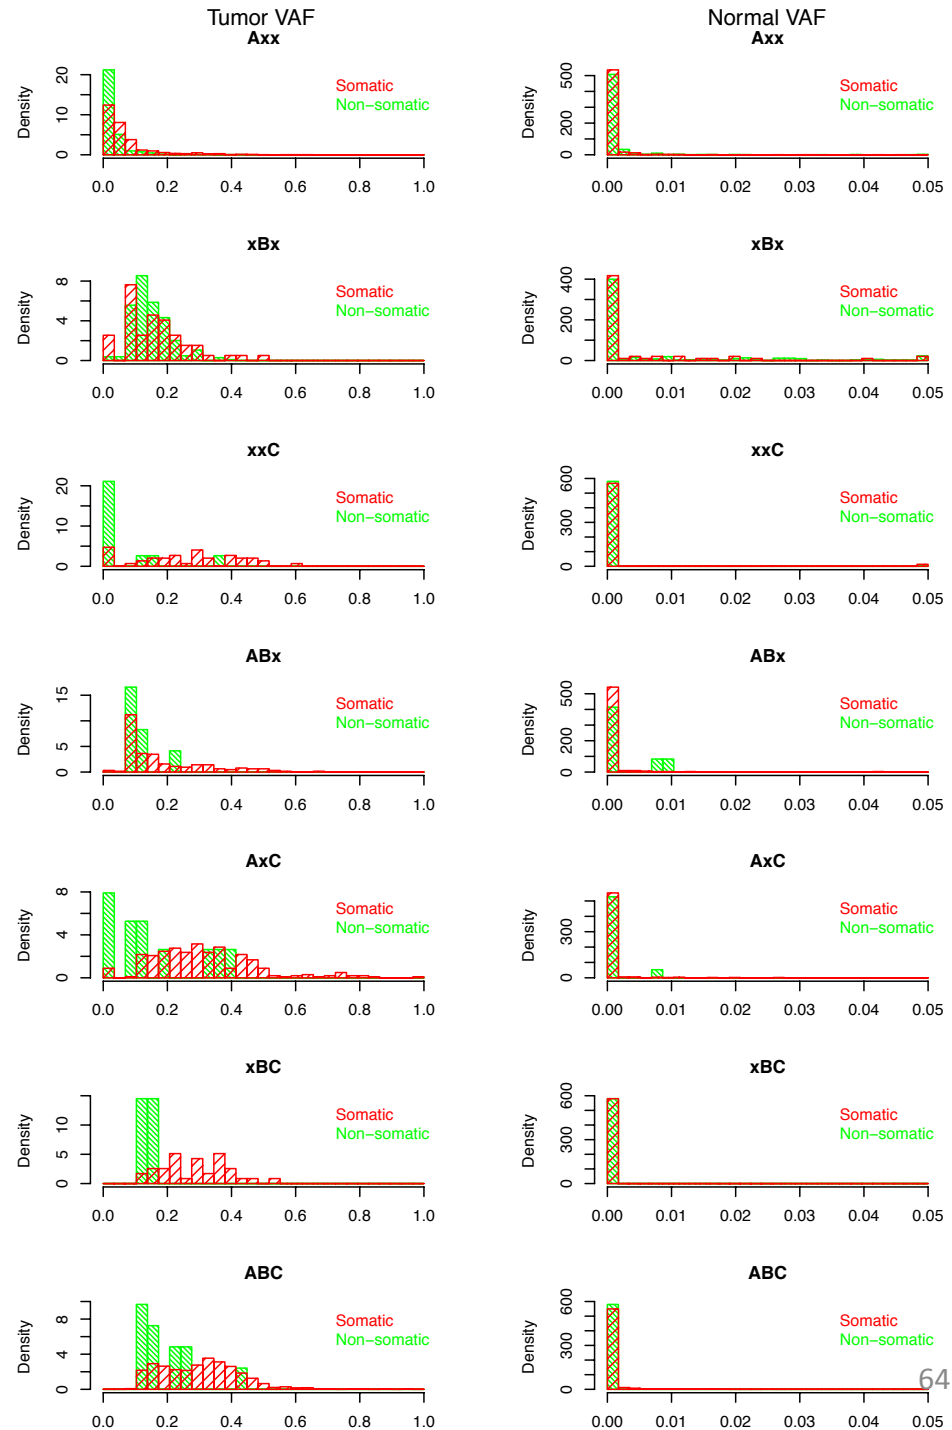 Tumor VAF
Normal VAF
Axx
Density
0 10 20
0.0 0.2 0.4 0.6 0.8 1.0
Somatic
Non−somatic
Axx
Density
0 200 500
0.00 0.01 0.02 0.03 0.04 0.05
Somatic
Non−somatic
xBx
Density
0 4 8
0.0 0.2 0.4 0.6 0.8 1.0
Somatic
Non−somatic
xBx
Density
0 200 400
0.00 0.01 0.02 0.03 0.04 0.05
Somatic
Non−somatic
xxC
Density
0 10 20
0.0 0.2 0.4 0.6 0.8 1.0
Somatic
Non−somatic
xxC
Density
0 300 600
0.00 0.01 0.02 0.03 0.04 0.05
Somatic
Non−somatic
ABx
Density
0 5 15
0.0 0.2 0.4 0.6 0.8 1.0
Somatic
Non−somatic
ABx
Density
0 200 500
0.00 0.01 0.02 0.03 0.04 0.05
Somatic
Non−somatic
AxC
Density
0 4 8
0.0 0.2 0.4 0.6 0.8 1.0
Somatic
Non−somatic
AxC
Density
0 300
0.00 0.01 0.02 0.03 0.04 0.05
Somatic
Non−somatic
xBC
Density
0 5 10
0.0 0.2 0.4 0.6 0.8 1.0
Somatic
Non−somatic
xBC
Density
0 300 600
0.00 0.01 0.02 0.03 0.04 0.05
Somatic
Non−somatic
ABC
Density
0 4 8
0.0 0.2 0.4 0.6 0.8 1.0
Somatic
Non−somatic
ABC
Density
0 300 600
0.00 0.01 0.02 0.03 0.04 0.05
Somatic
Non−somatic
64